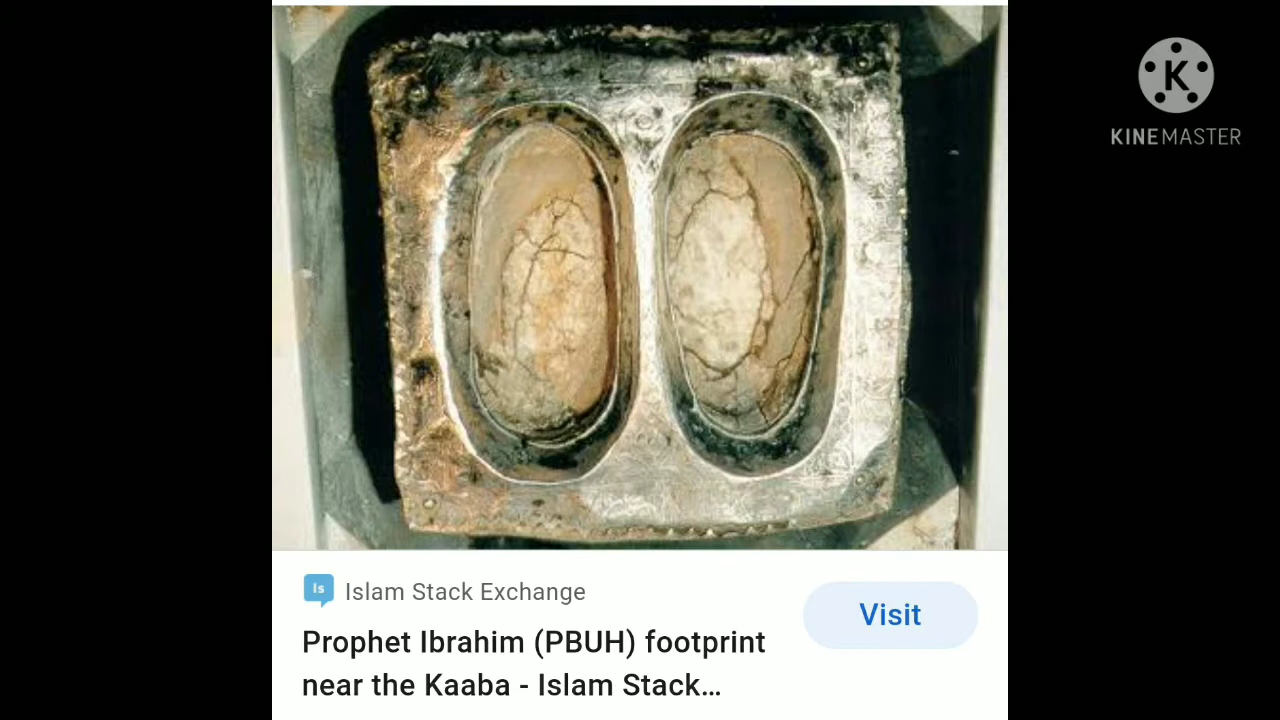 K
KINEMASTER
Is
Islam Stack Exchange
Visit
Prophet Ibrahim (PBUH) footprint
near the Kaaba - Islam Stack...